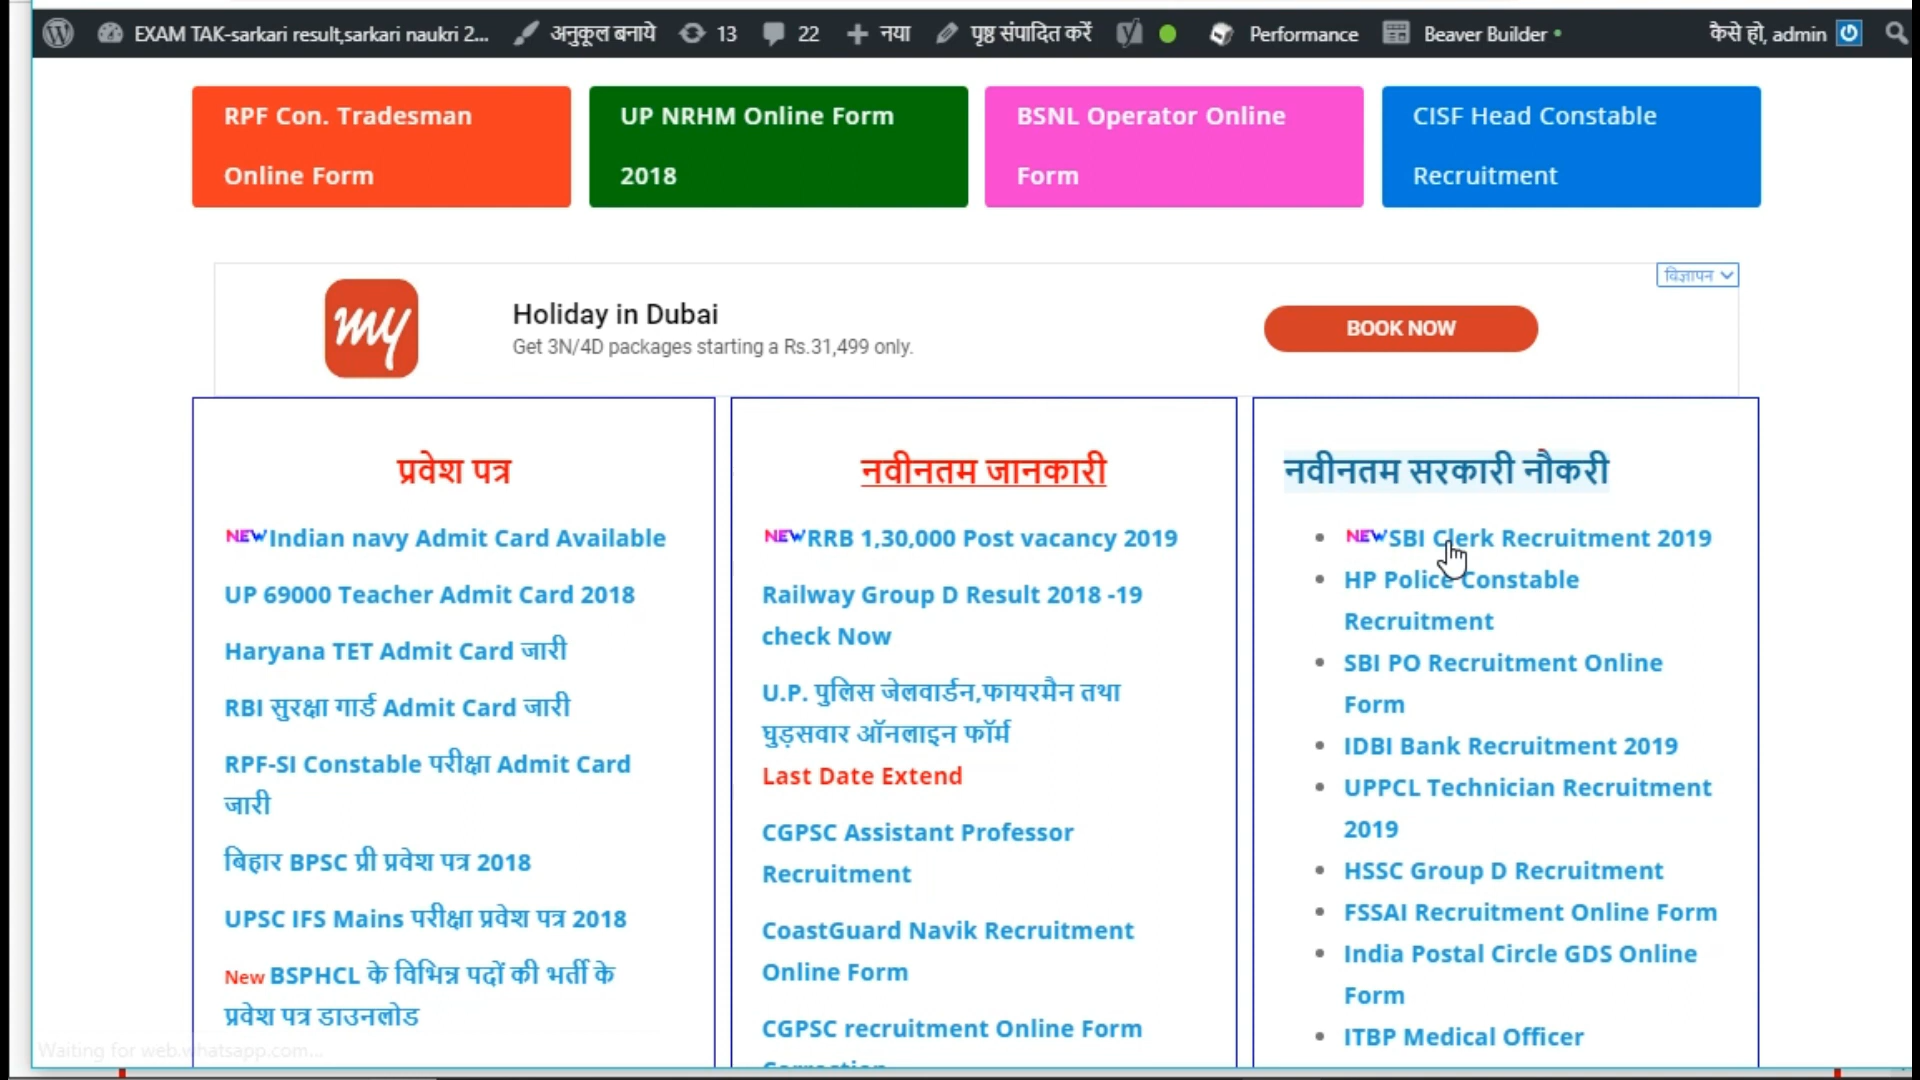 EXAM TAK-sarkari result,sarkari naukri 2... अनुकूल बनाये 13 22 नया पृष्ठ संपादित करें Performance Beaver Builder कैसे हो, admin
RPF Con. Tradesman
Online Form
UP NRHM Online Form
2018
BSNL Operator Online
Form
CISF Head Constable
Recruitment
विज्ञापन
my
Holiday in Dubai
Get 3N/4D packages starting a Rs.31,499 only.
BOOK NOW
प्रवेश पत्र
NEW Indian navy Admit Card Available
UP 69000 Teacher Admit Card 2018
Haryana TET Admit Card जारी
RBI सुरक्षा गार्ड Admit Card जारी
RPF-SI Constable परीक्षा Admit Card
जारी
बिहार BPSC प्री प्रवेश पत्र 2018
UPSC IFS Mains परीक्षा प्रवेश पत्र 2018
New BSPHCL के विभिन्न पदों की भर्ती के
प्रवेश पत्र डाउनलोड
नवीनतम जानकारी
NEW RRB 1,30,000 Post vacancy 2019
Railway Group D Result 2018 -19
check Now
U.P. पुलिस जेलवार्डन,फायरमैन तथा
घुड़सवार ऑनलाइन फॉर्म
Last Date Extend
CGPSC Assistant Professor
Recruitment
CoastGuard Navik Recruitment
Online Form
CGPSC recruitment Online Form
नवीनतम सरकारी नौकरी
NEW SBI Clerk Recruitment 2019
HP Police Constable
Recruitment
SBI PO Recruitment Online
Form
IDBI Bank Recruitment 2019
UPPCL Technician Recruitment
2019
HSSC Group D Recruitment
FSSAI Recruitment Online Form
India Postal Circle GDS Online
Form
ITBP Medical Officer
Waiting for web.whatsapp.com...